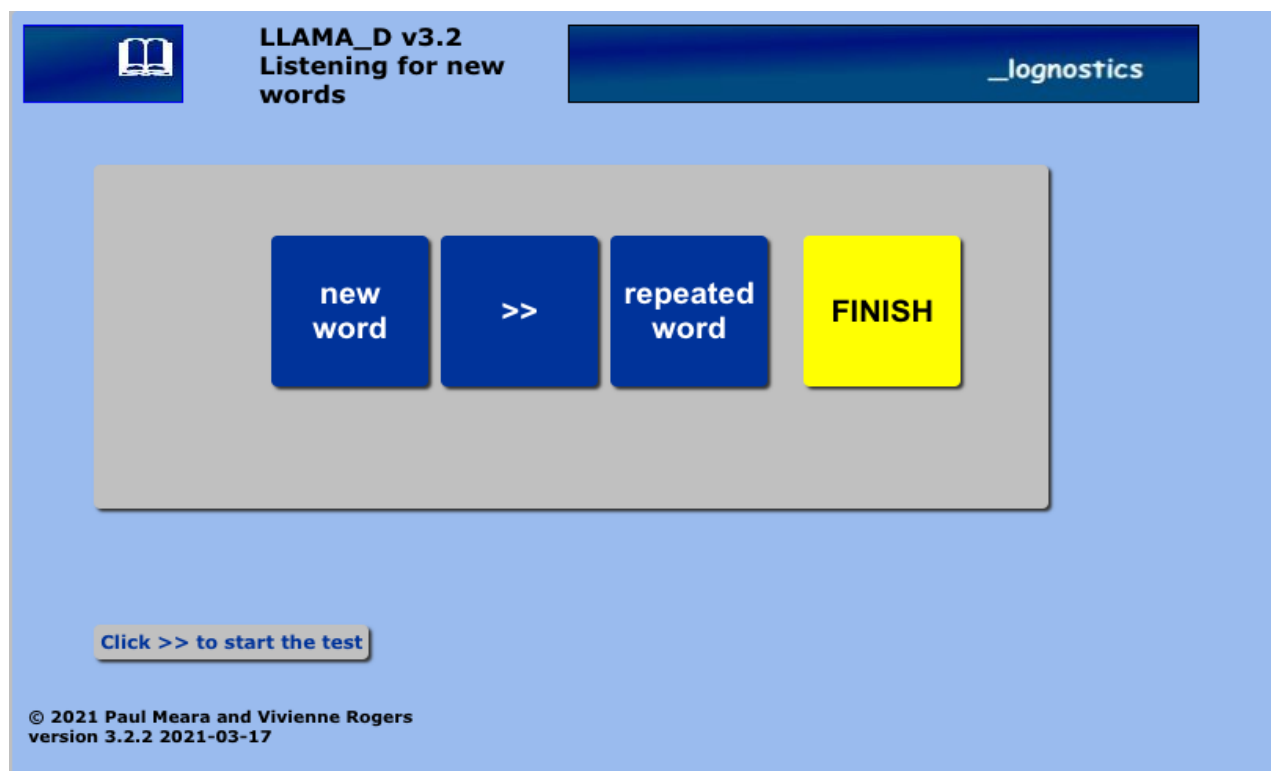 LLAMA_D v3.2
Listening for new
words
_lognostics
new
word
>>
repeated
word
FINISH
Click >> to start the test
© 2021 Paul Meara and Vivienne Rogers
version 3.2.2 2021-03-17